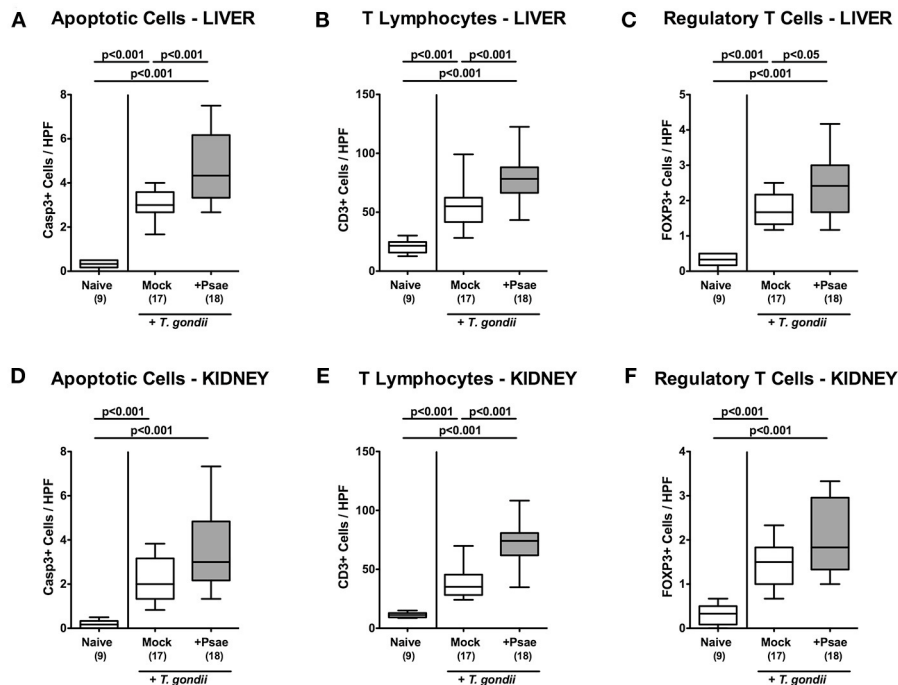 A Apoptotic Cells - LIVER
p<0.001 p<0.001
p<0.001
Casp3+ Cells / HPF
8
6
4
2
0
Naive Mock +Psae
(9) (17) (18)
+ T. gondii
B T Lymphocytes - LIVER
p<0.001 p<0.001
p<0.001
CD3+ Cells / HPF
150
100
50
0
Naive Mock +Psae
(9) (17) (18)
+ T. gondii
C Regulatory T Cells - LIVER
p<0.001 p<0.05
p<0.001
FOXP3+ Cells / HPF
5
4
3
2
1
0
Naive Mock +Psae
(9) (17) (18)
+ T. gondii
D Apoptotic Cells - KIDNEY
p<0.001
p<0.001
Casp3+ Cells / HPF
8
6
4
2
0
Naive Mock +Psae
(9) (17) (18)
+ T. gondii
E T Lymphocytes - KIDNEY
p<0.001 p<0.001
p<0.001
CD3+ Cells / HPF
150
100
50
0
Naive Mock +Psae
(9) (17) (18)
+ T. gondii
F Regulatory T Cells - KIDNEY
p<0.001
p<0.001
FOXP3+ Cells / HPF
4
3
2
1
0
Naive Mock +Psae
(9) (17) (18)
+ T. gondii